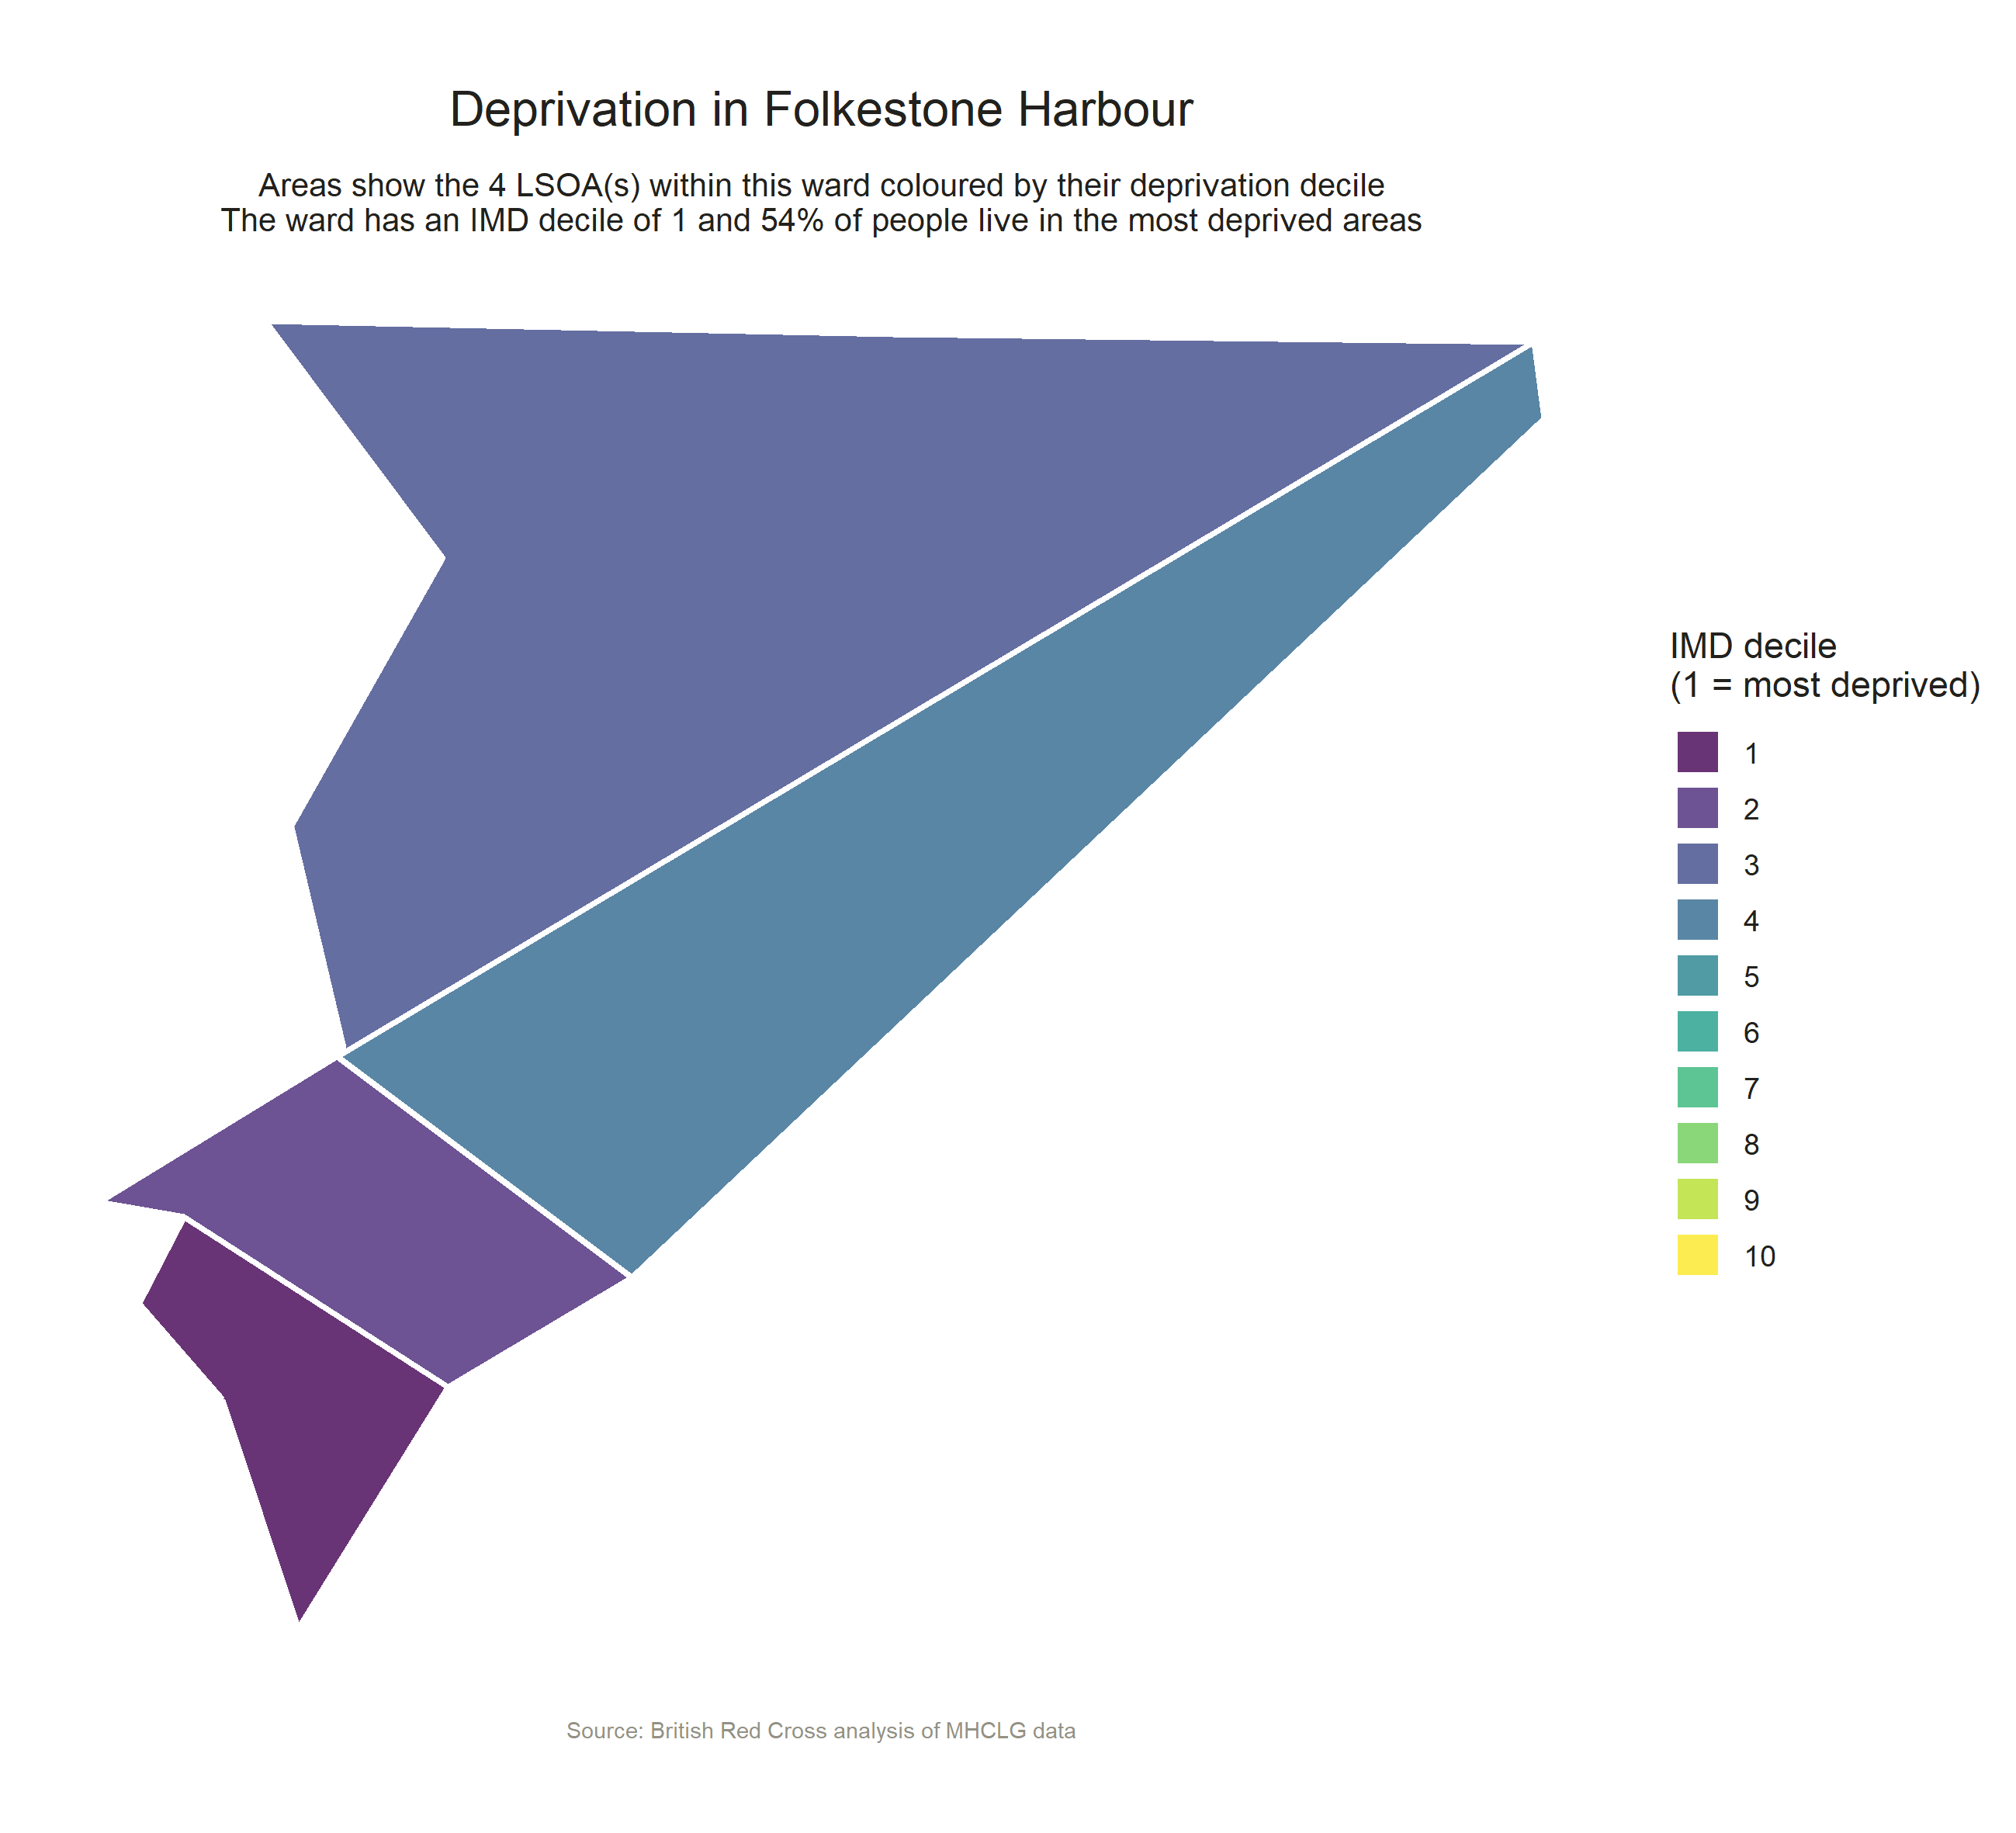 Deprivation in Folkestone Harbour
Areas show the 4 LSOA(s) within this ward coloured by their deprivation decile
The ward has an IMD decile of 1 and 54% of people live in the most deprived areas
IMD decile
(1 = most deprived)
1
2
3
4
5
6
7
8
9
10
Source: British Red Cross analysis of MHCLG data